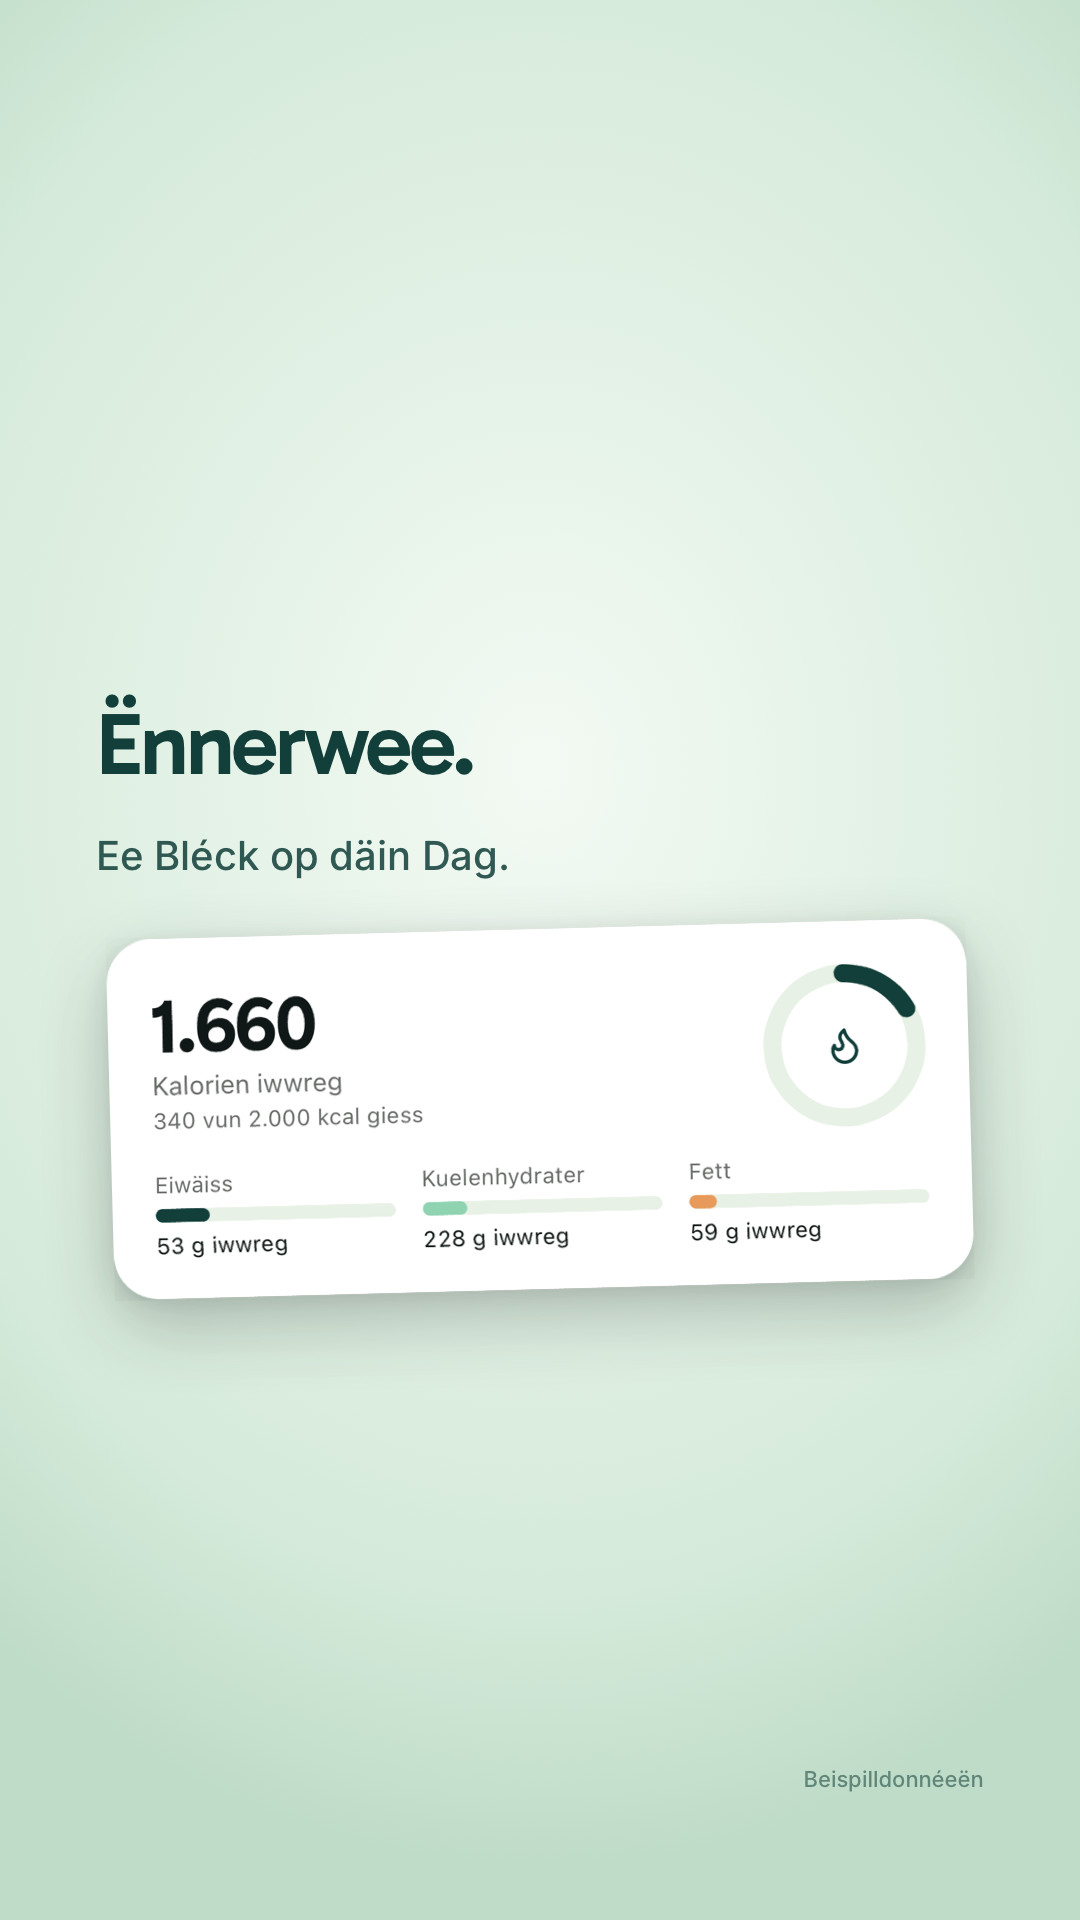 Ënnerwee.
Ee Bléck op däin Dag.
1.660
Kalorien iwwreg
340 vun 2.000 kcal giess
Eiwäiss
Kuelenhydrater
Fett
53 g iwwreg
228 g iwwreg
59 g iwwreg
Beispilldonnéeën